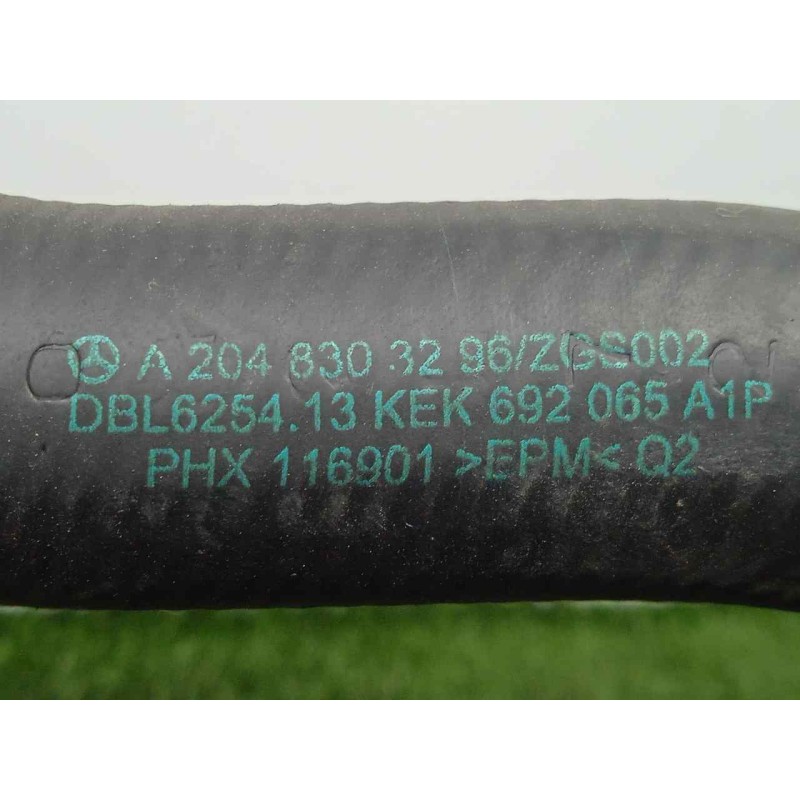 A 204 830 32 96/ZGS002
DBL6254.13 KEK 692 065 A1P
PHX 116901 >EPM< Q2